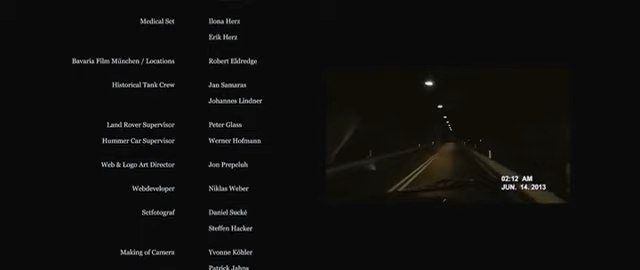 Medical Set Ilona Herz
Erik Herz
Bavaria Film München / Locations Robert Eldredge
Historical Tank Crew Jan Samaras
Johannes Lindner
Land Rover Supervisor Peter Glass
Hummer Car Supervisor Werner Hofmann
Web & Logo Art Director Jon Prepeluh
Webdeveloper Niklas Weber
Setfotograf Daniel Sucké
Steffen Hacker
Making of Camera Yvonne Köhler
Patrick Jahns
02:12 AM
JUN. 14. 2013